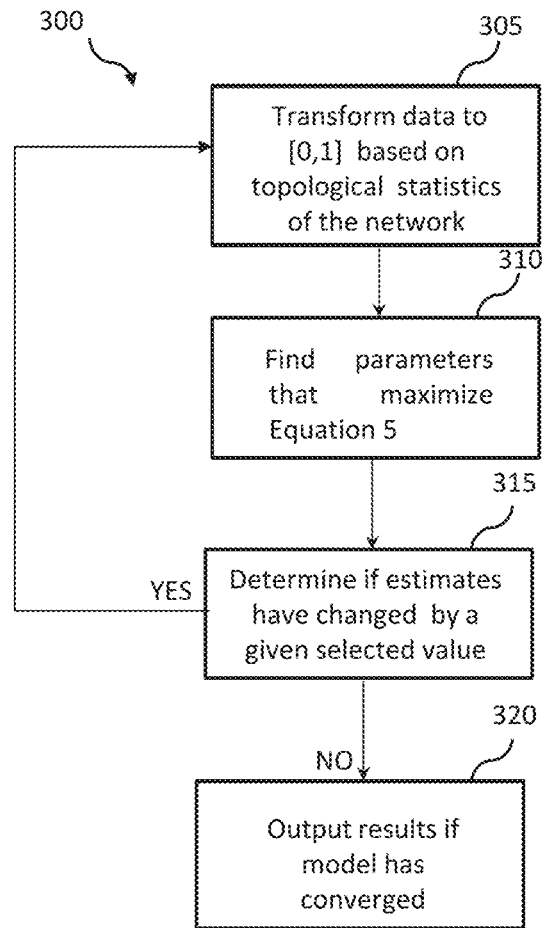 300
305
Transform data to
[0,1] based on
topological statistics
of the network
310
Find parameters
that maximize
Equation 5
315
YES
Determine if estimates
have changed by a
given selected value
320
NO
Output results if
model has
converged